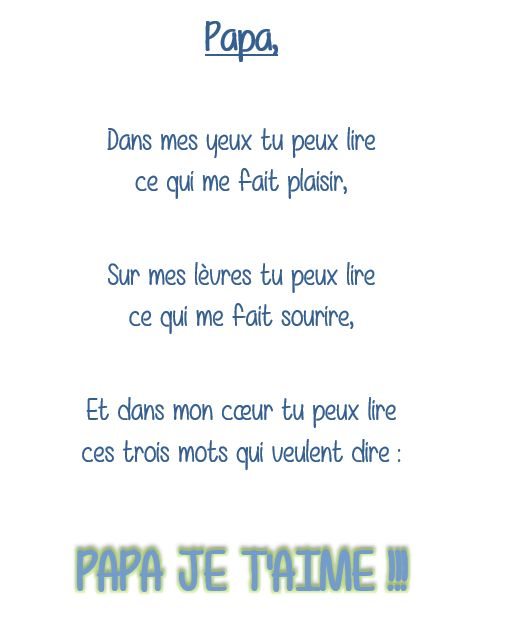 Papa,
Dans mes yeux tu peux lire
ce qui me fait plaisir,
Sur mes lèvres tu peux lire
ce qui me fait sourire,
Et dans mon cœur tu peux lire
ces trois mots qui veulent dire :
PAPA JE T'AIME !!!